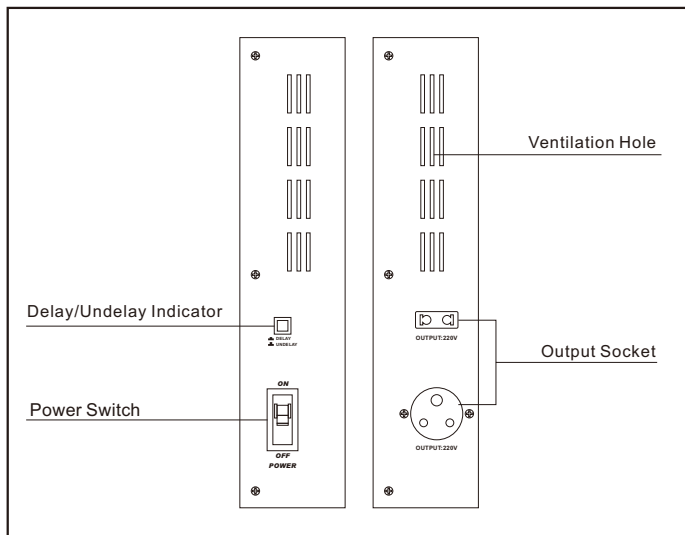 Ventilation Hole
Delay/Undelay Indicator
DELAY
UNDELAY
OUTPUT:220V
Output Socket
ON
Power Switch
OFF
POWER
OUTPUT:220V